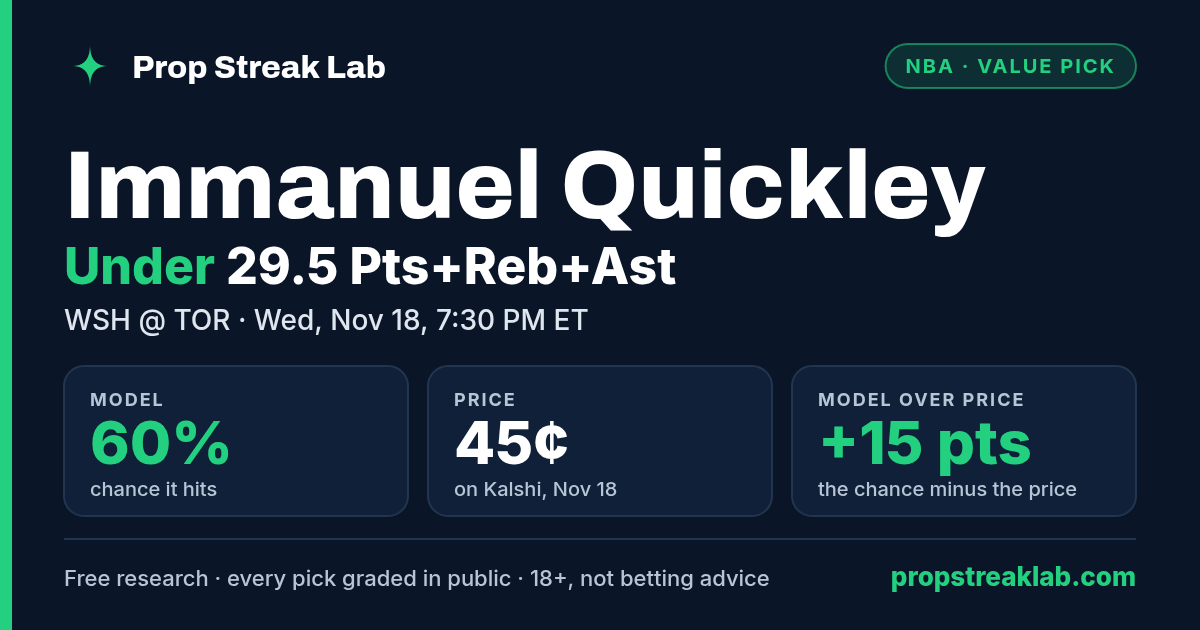 Prop Streak Lab
NBA · VALUE PICK
Immanuel Quickley
Under 29.5 Pts+Reb+Ast
WSH @ TOR · Wed, Nov 18, 7:30 PM ET
MODEL
60%
chance it hits
PRICE
45¢
on Kalshi, Nov 18
MODEL OVER PRICE
+15 pts
the chance minus the price
Free research · every pick graded in public · 18+, not betting advice
propstreaklab.com